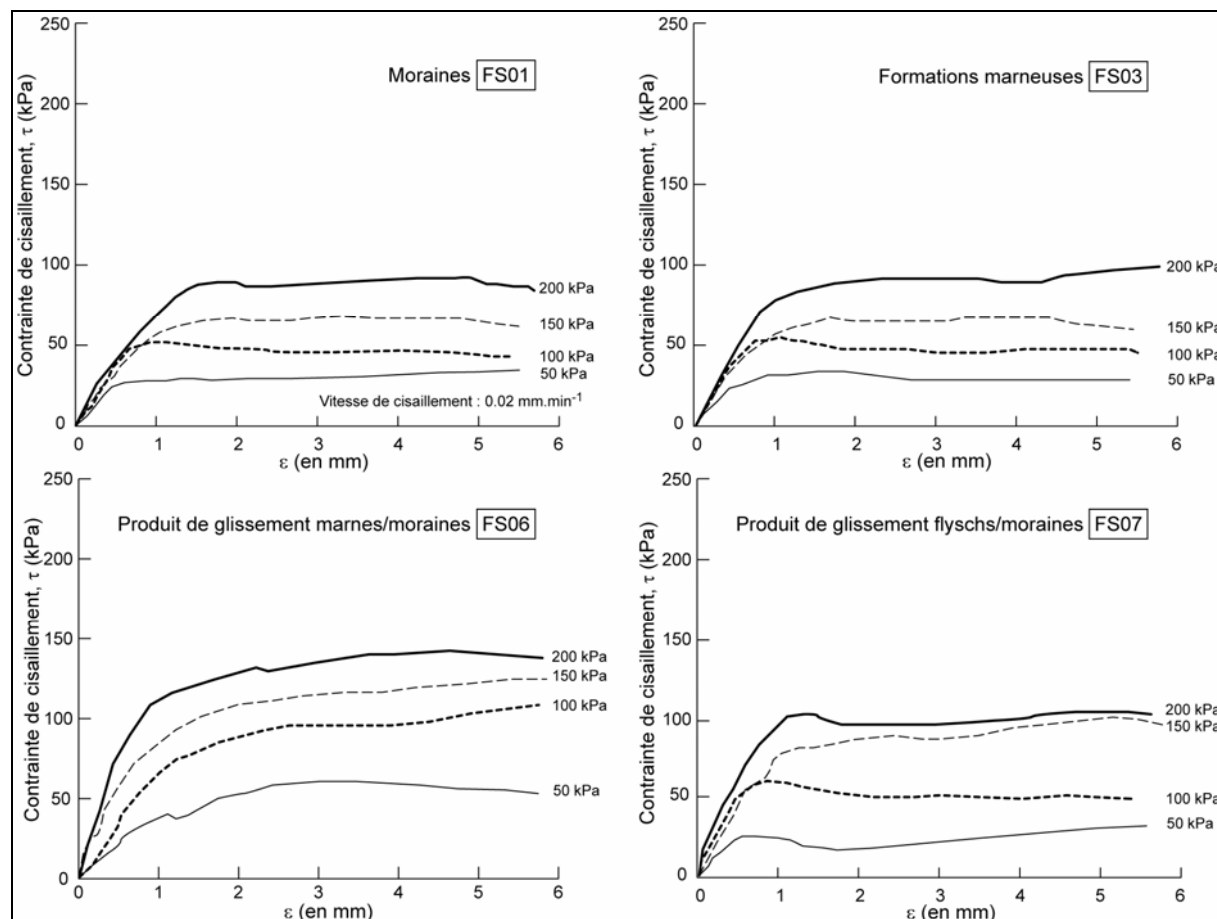 Contrainte de cisaillement, τ (kPa)
250
200
150
100
50
0
Moraines FS01
200 kPa
150 kPa
100 kPa
50 kPa
Vitesse de cisaillement : 0.02 mm.min-1
0 1 2 3 4 5 6
ε (en mm)
Contrainte de cisaillement, τ (kPa)
250
200
150
100
50
0
Formations marneuses FS03
200 kPa
150 kPa
100 kPa
50 kPa
0 1 2 3 4 5 6
ε (en mm)
Contrainte de cisaillement, τ (kPa)
250
200
150
100
50
0
Produit de glissement marnes/moraines FS06
200 kPa
150 kPa
100 kPa
50 kPa
0 1 2 3 4 5 6
ε (en mm)
Contrainte de cisaillement, τ (kPa)
250
200
150
100
50
0
Produit de glissement flyschs/moraines FS07
200 kPa
150 kPa
100 kPa
50 kPa
0 1 2 3 4 5 6
ε (en mm)